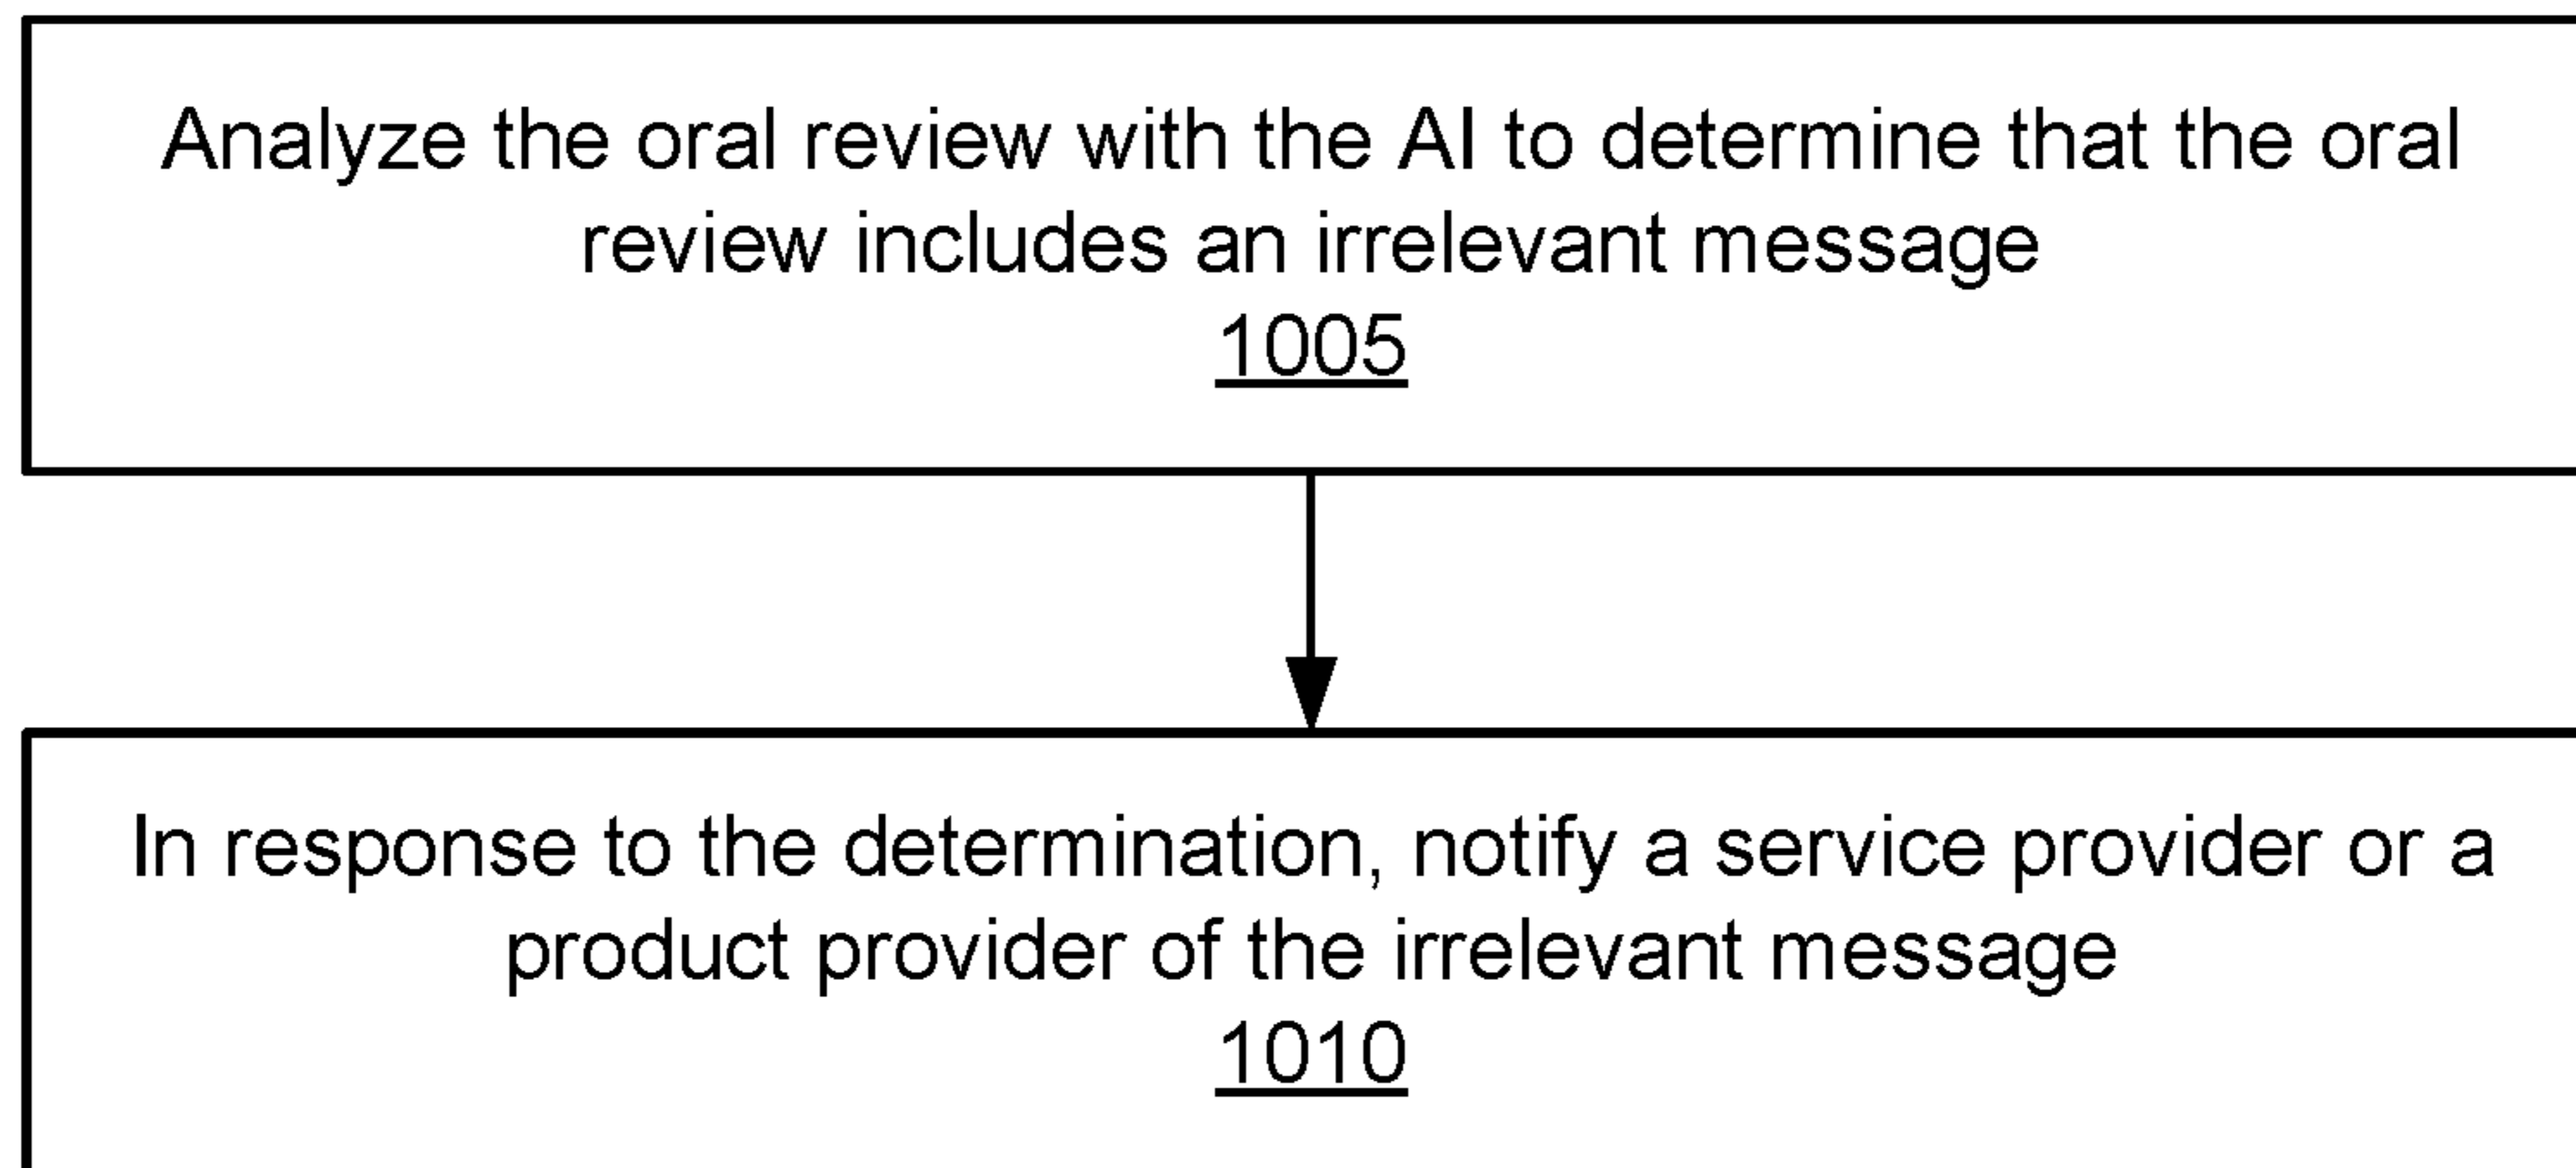 Analyze the oral review with the AI to determine that the oral
review includes an irrelevant message
1005
In response to the determination, notify a service provider or a
product provider of the irrelevant message
1010